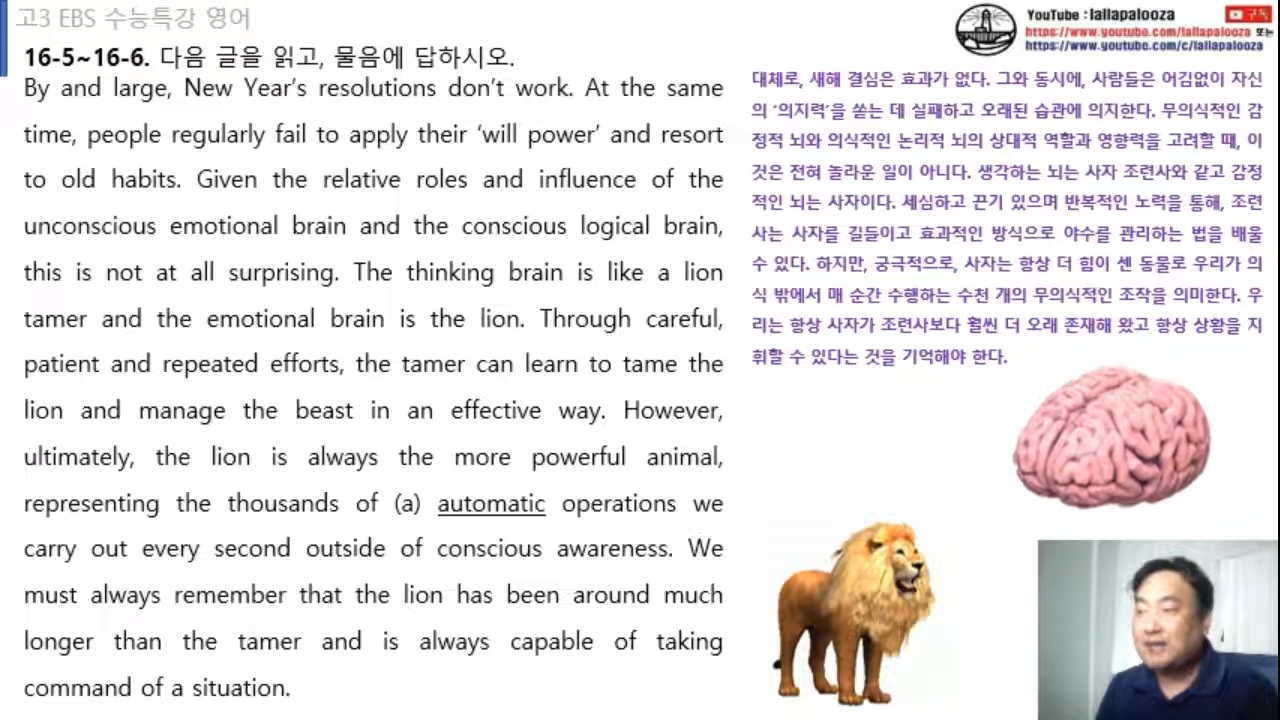 고3 EBS 수능특강 영어
YouTube : lallapalooza
구독
https://www.youtube.com/lallapalooza 또는
https://www.youtube.com/c/lallapalooza
16-5~16-6. 다음 글을 읽고, 물음에 답하시오.
By and large, New Year’s resolutions don’t work. At the same
time, people regularly fail to apply their ‘will power’ and resort
to old habits. Given the relative roles and influence of the
unconscious emotional brain and the conscious logical brain,
this is not at all surprising. The thinking brain is like a lion
tamer and the emotional brain is the lion. Through careful,
patient and repeated efforts, the tamer can learn to tame the
lion and manage the beast in an effective way. However,
ultimately, the lion is always the more powerful animal,
representing the thousands of (a) automatic operations we
carry out every second outside of conscious awareness. We
must always remember that the lion has been around much
longer than the tamer and is always capable of taking
command of a situation.
대체로, 새해 결심은 효과가 없다. 그와 동시에, 사람들은 어김없이 자신
의 ‘의지력’을 쏟는 데 실패하고 오래된 습관에 의지한다. 무의식적인 감
정적 뇌와 의식적인 논리적 뇌의 상대적 역할과 영향력을 고려할 때, 이
것은 전혀 놀라운 일이 아니다. 생각하는 뇌는 사자 조련사와 같고 감정
적인 뇌는 사자이다. 세심하고 끈기 있으며 반복적인 노력을 통해, 조련
사는 사자를 길들이고 효과적인 방식으로 야수를 관리하는 법을 배울
수 있다. 하지만, 궁극적으로, 사자는 항상 더 힘이 센 동물로 우리가 의
식 밖에서 매 순간 수행하는 수천 개의 무의식적인 조작을 의미한다. 우
리는 항상 사자가 조련사보다 훨씬 더 오래 존재해 왔고 항상 상황을 지
휘할 수 있다는 것을 기억해야 한다.